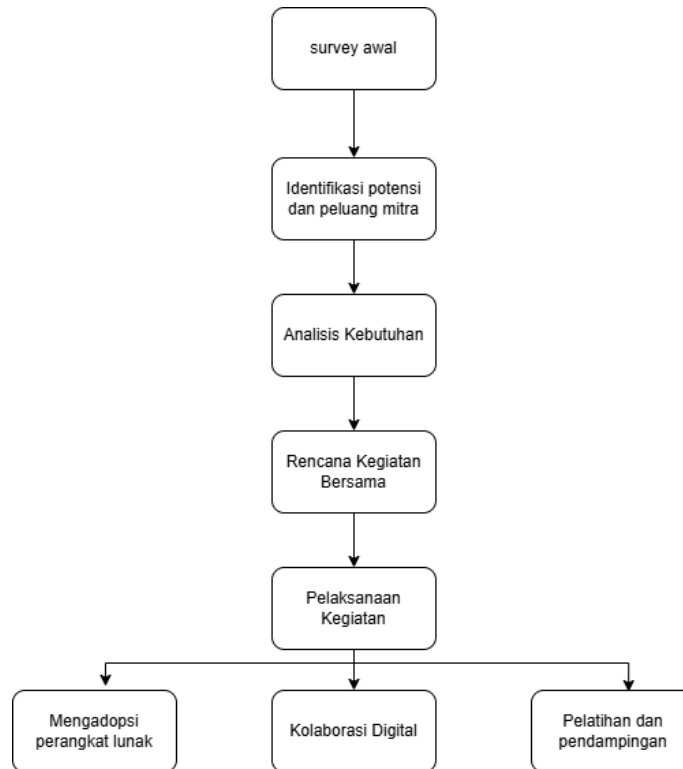 survey awal
Identifikasi potensi
dan peluang mitra
Analisis Kebutuhan
Rencana Kegiatan
Bersama
Pelaksanaan
Kegiatan
Mengadopsi
perangkat lunak
Kolaborasi Digital
Pelatihan dan
pendampingan